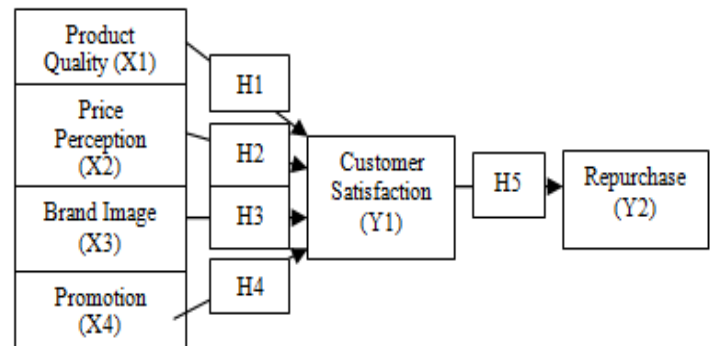 Product
Quality (X1)
Price
Perception
(X2)
Brand Image
(X3)
Promotion
(X4)
H1
H2
H3
H4
Customer
Satisfaction
(Y1)
H5
Repurchase
(Y2)